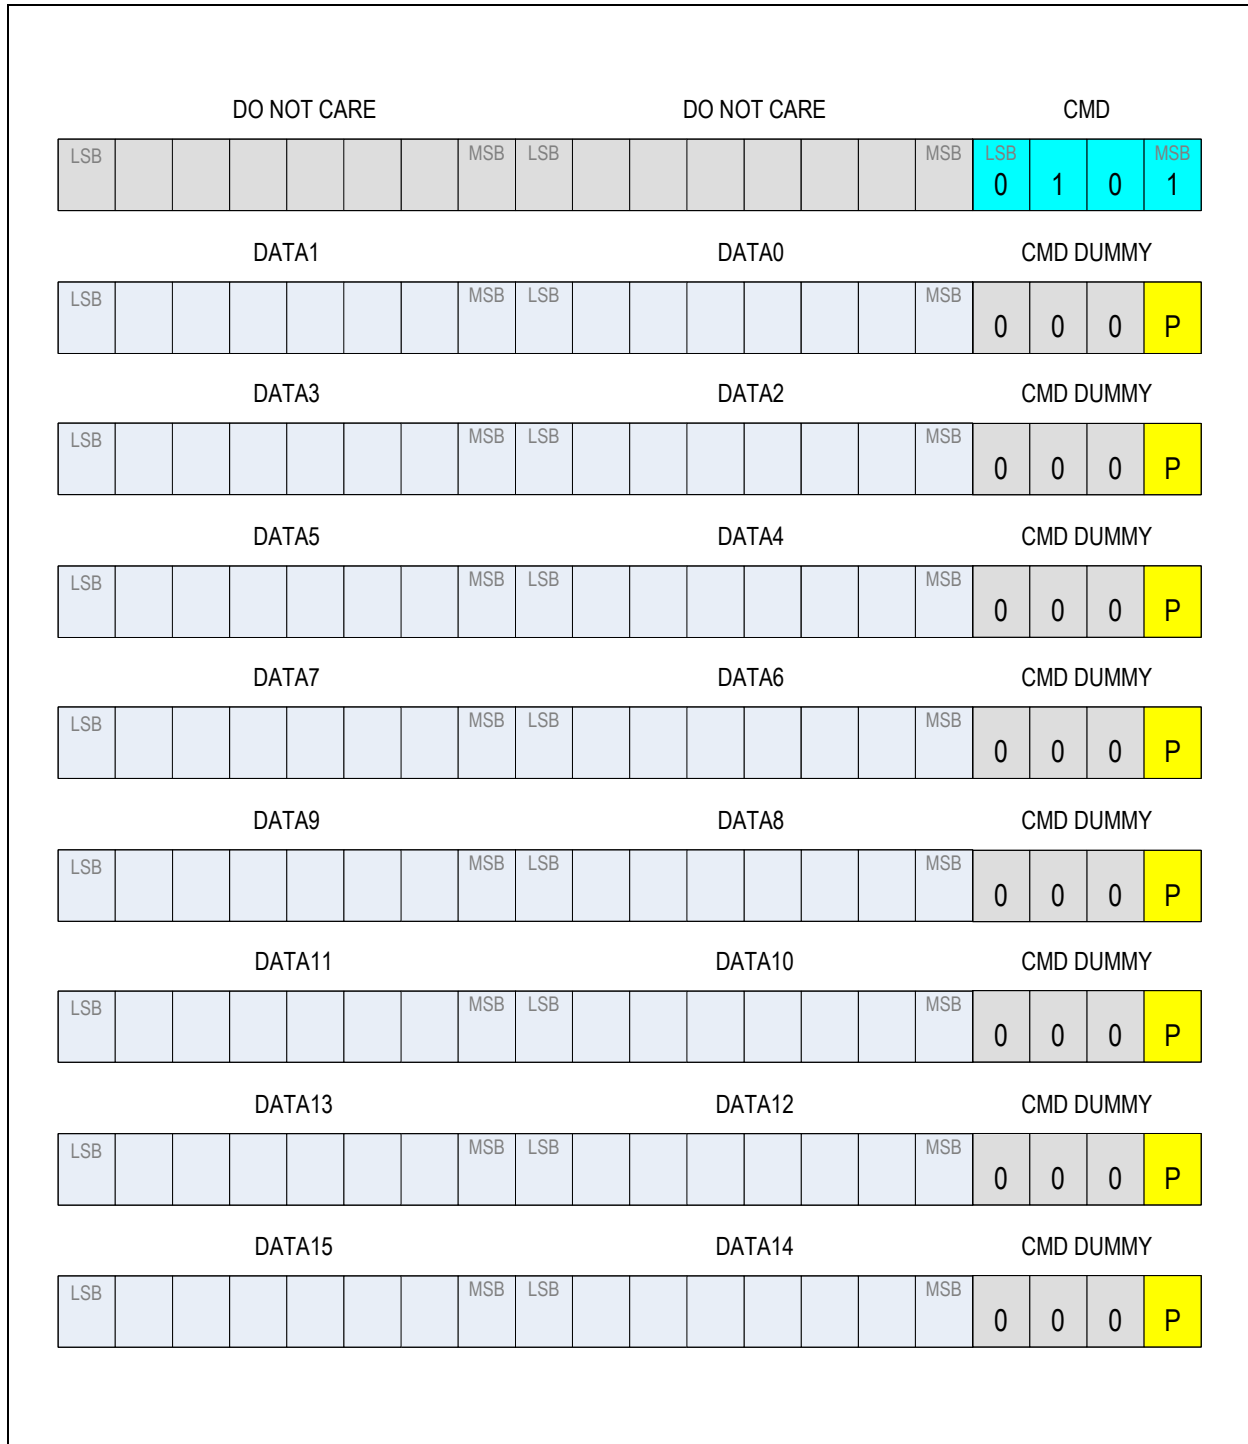 DO NOT CARE DO NOT CARE CMD
LSB MSB LSB MSB LSB MSB
0 1 0 1
DATA1 DATA0 CMD DUMMY
LSB MSB LSB MSB
0 0 0 P
DATA3 DATA2 CMD DUMMY
LSB MSB LSB MSB
0 0 0 P
DATA5 DATA4 CMD DUMMY
LSB MSB LSB MSB
0 0 0 P
DATA7 DATA6 CMD DUMMY
LSB MSB LSB MSB
0 0 0 P
DATA9 DATA8 CMD DUMMY
LSB MSB LSB MSB
0 0 0 P
DATA11 DATA10 CMD DUMMY
LSB MSB LSB MSB
0 0 0 P
DATA13 DATA12 CMD DUMMY
LSB MSB LSB MSB
0 0 0 P
DATA15 DATA14 CMD DUMMY
LSB MSB LSB MSB
0 0 0 P